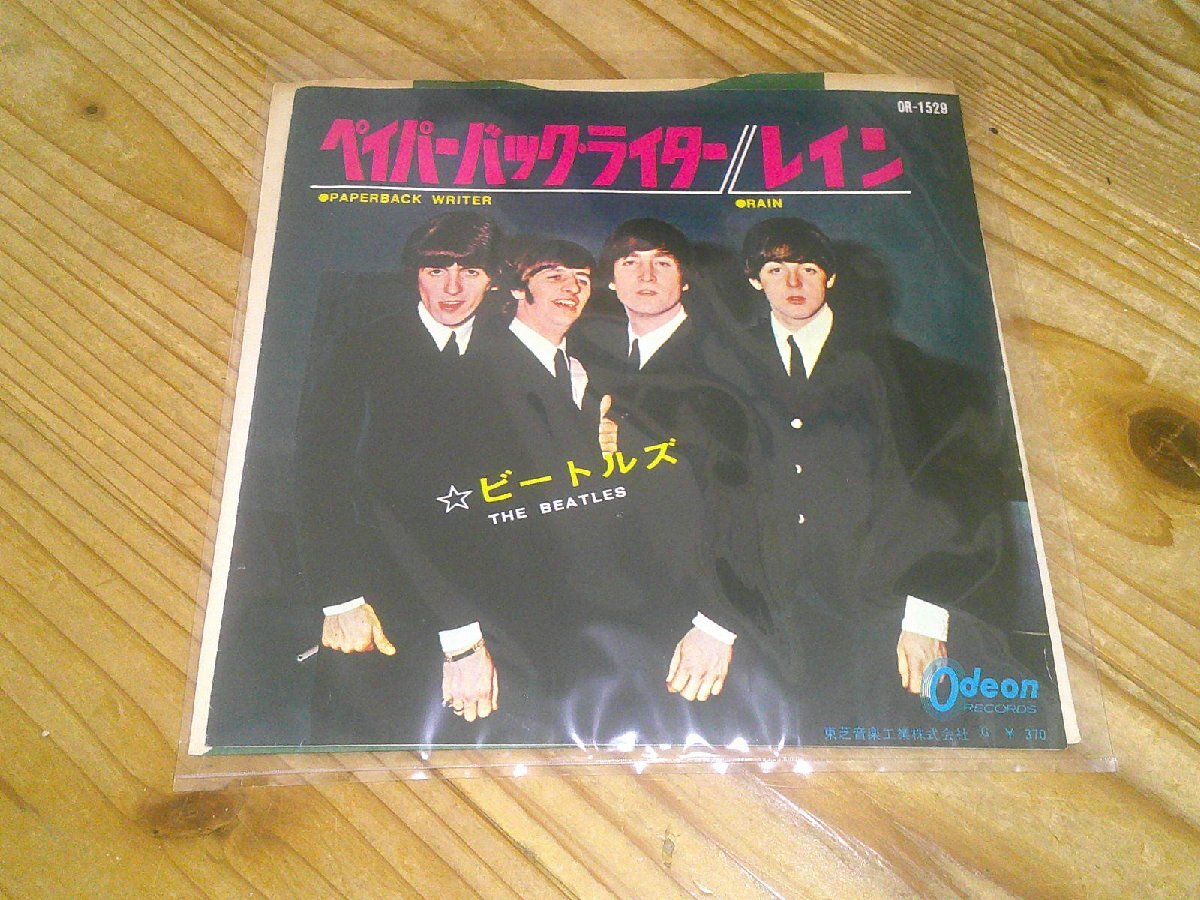 OR-1529
ペイパーバック・ライター//レイン
●PAPERBACK WRITER ●RAIN
☆ビートルズ
THE BEATLES
Odeon
RECORDS
東芝音楽工業株式会社 G ¥ 370